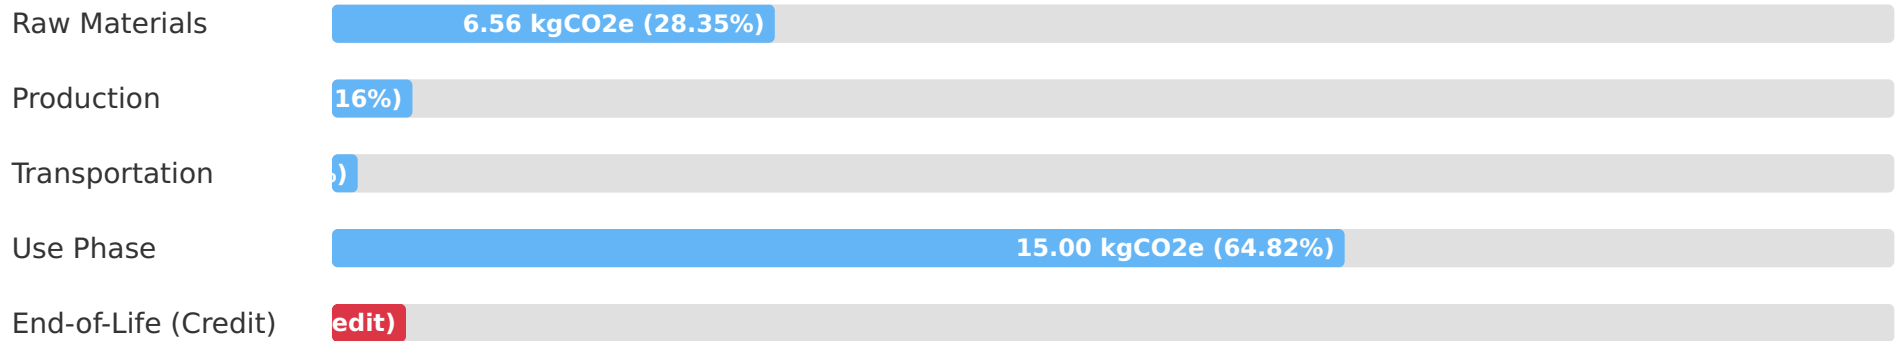 Raw Materials
6.56 kgCO2e (28.35%)
Production
16%)
Transportation
)
Use Phase
15.00 kgCO2e (64.82%)
End-of-Life (Credit)
edit)